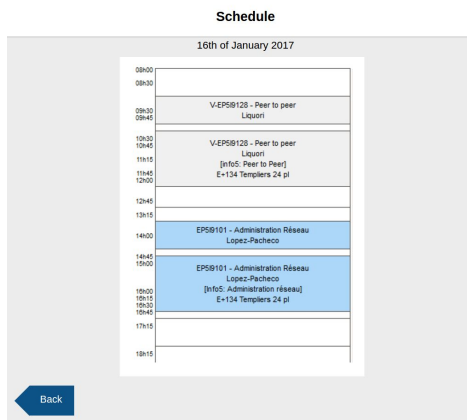 Schedule
16th of January 2017
08h00
08h30
V-EP5I9128 - Peer to peer
09h30
Liquori
09h45
10h30
V-EP5I9128 - Peer to peer
10h45
Liquori
11h15
[info5: Peer to Peer]
11h45
E+134 Templiers 24 pl
12h00
12h45
13h15
EP5I9101 - Administration Réseau
14h00
Lopez-Pacheco
14h45
15h00
EP5I9101 - Administration Réseau
Lopez-Pacheco
16h00
[Info5: Administration réseau]
16h15
E+134 Templiers 24 pl
16h30
16h45
17h15
18h15
Back